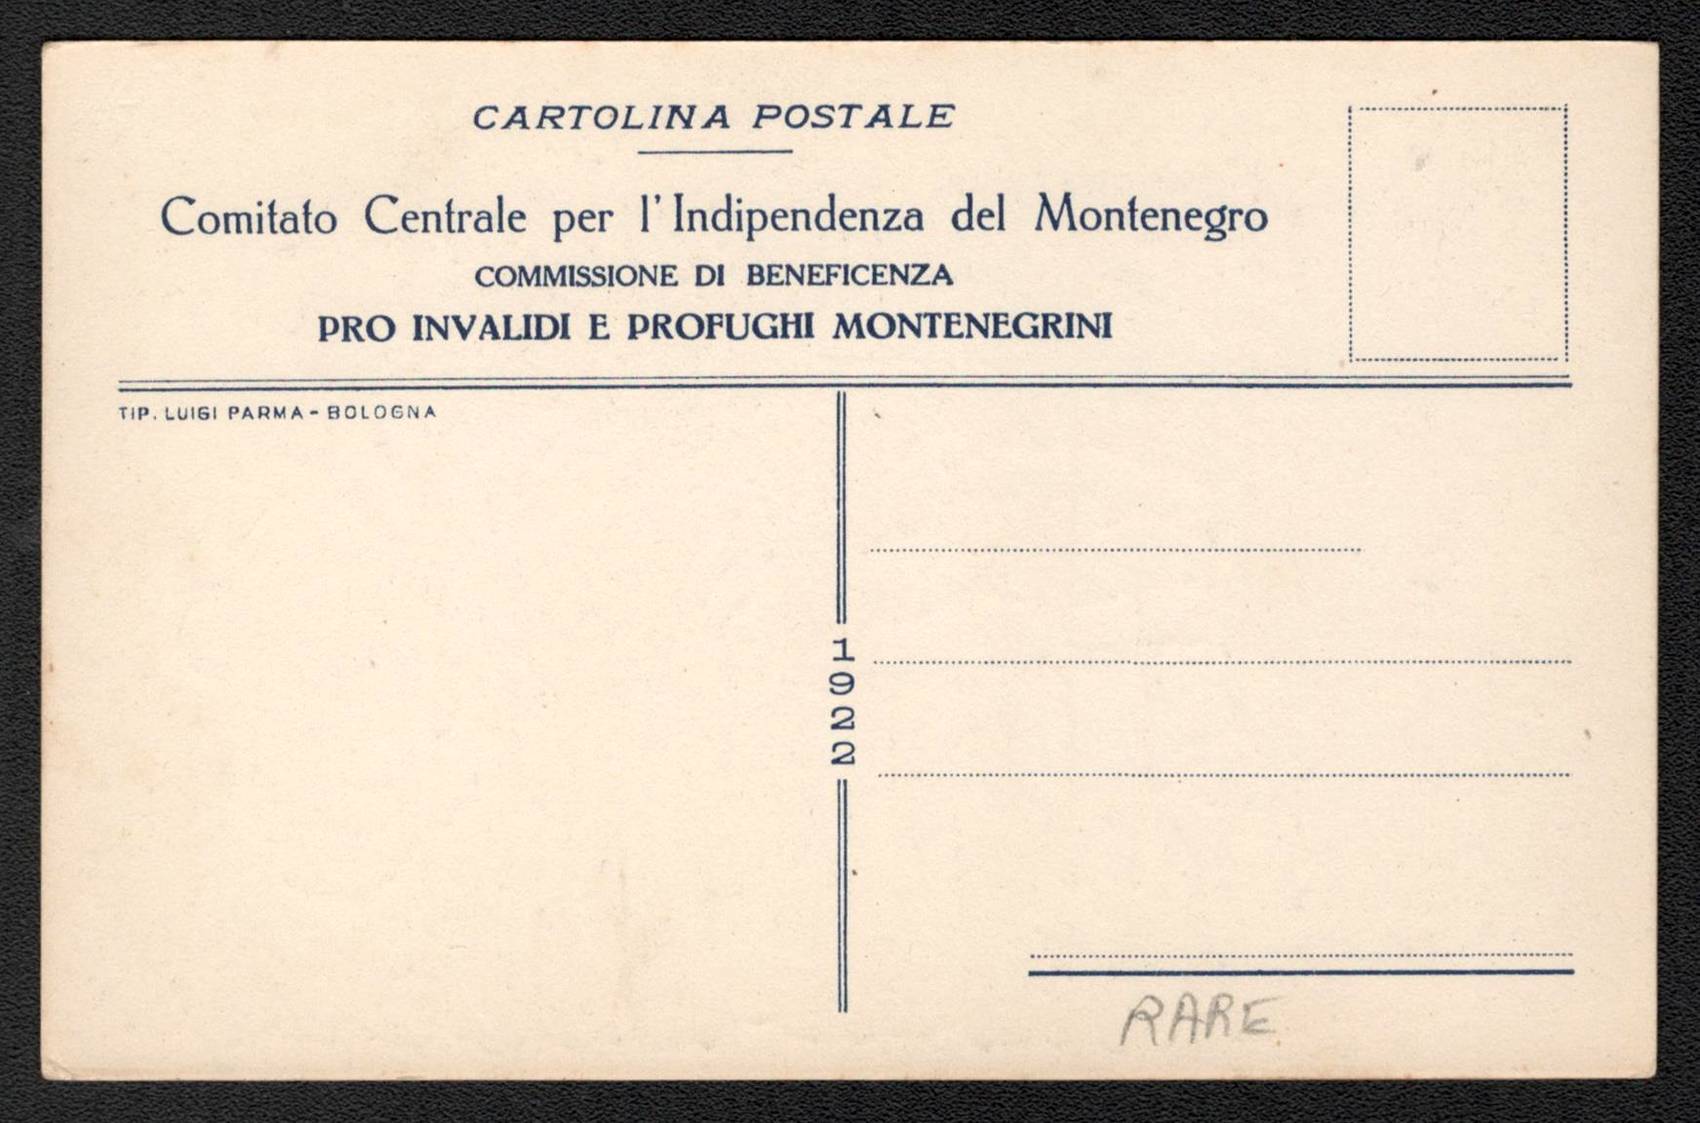 CARTOLINA POSTALE
Comitato Centrale per l'Indipendenza del Montenegro
COMMISSIONE DI BENEFICENZA
PRO INVALIDI E PROFUGHI MONTENEGRINI
TIP. LUIGI PARMA - BOLOGNA
1922
RARE